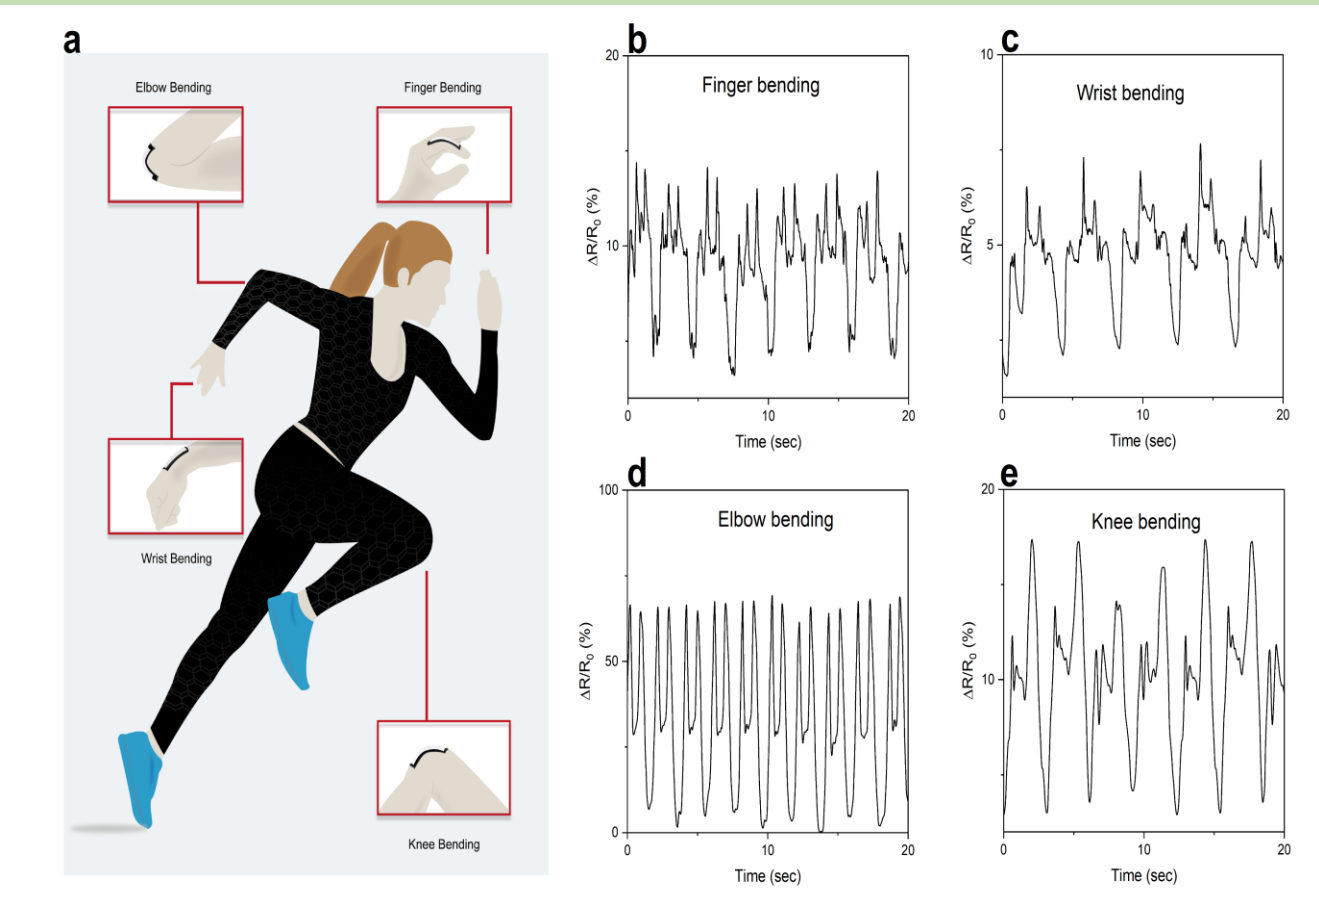 a
Elbow Bending
Finger Bending
Wrist Bending
Knee Bending
b
Finger bending
20
10
ΔR/R₀ (%)
0 10 20
Time (sec)
c
Wrist bending
10
5
ΔR/R₀ (%)
0 10 20
Time (sec)
d
Elbow bending
100
50
0
ΔR/R₀ (%)
0 10 20
Time (sec)
e
Knee bending
20
10
ΔR/R₀ (%)
0 10 20
Time (sec)